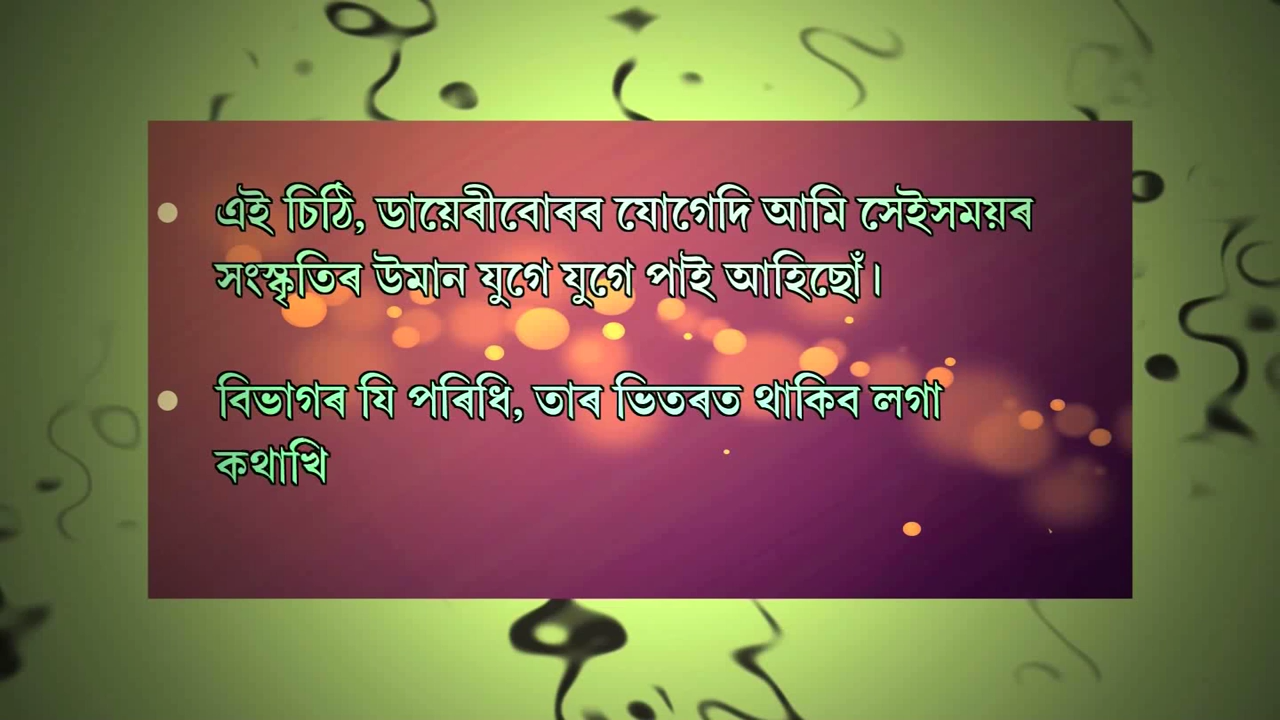 • এই চিঠি, ডায়েৰীবোৰৰ যোগেদি আমি সেইসময়ৰ
সংস্কৃতিৰ উমান যুগে যুগে পাই আহিছোঁ।
• বিভাগৰ যি পৰিধি, তাৰ ভিতৰত থাকিব লগা
কথাখি